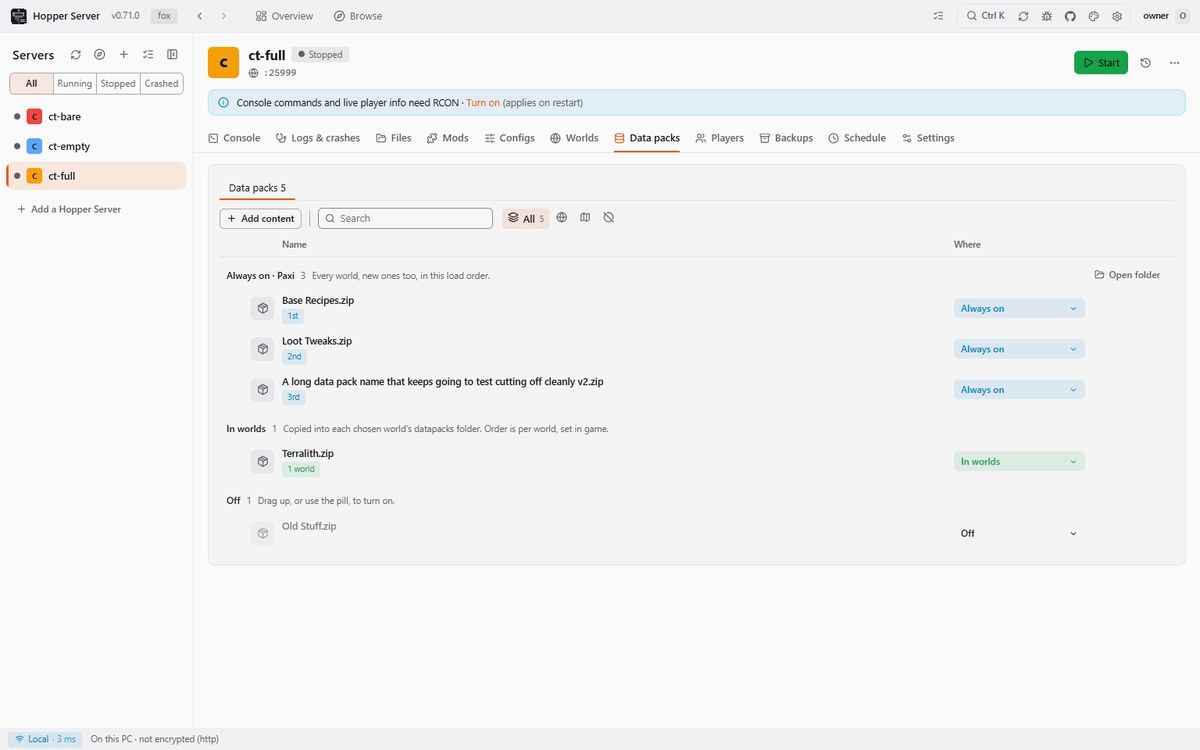 Hopper Server v0.71.0 fox Overview Browse Ctrl K owner O
Servers
All Running Stopped Crashed
C ct-bare
C ct-empty
C ct-full
+ Add a Hopper Server
C ct-full Stopped
:25999
Start
Console commands and live player info need RCON · Turn on (applies on restart)
Console Logs & crashes Files Mods Configs Worlds Data packs Players Backups Schedule Settings
Data packs 5
+ Add content Search All 5
Name Where
Always on · Paxi 3 Every world, new ones too, in this load order. Open folder
Base Recipes.zip
1st
Always on
Loot Tweaks.zip
2nd
Always on
A long data pack name that keeps going to test cutting off cleanly v2.zip
3rd
Always on
In worlds 1 Copied into each chosen world's datapacks folder. Order is per world, set in game.
Terralith.zip
1 world
In worlds
Off 1 Drag up, or use the pill, to turn on.
Old Stuff.zip
Off
Local · 3 ms On this PC · not encrypted (http)